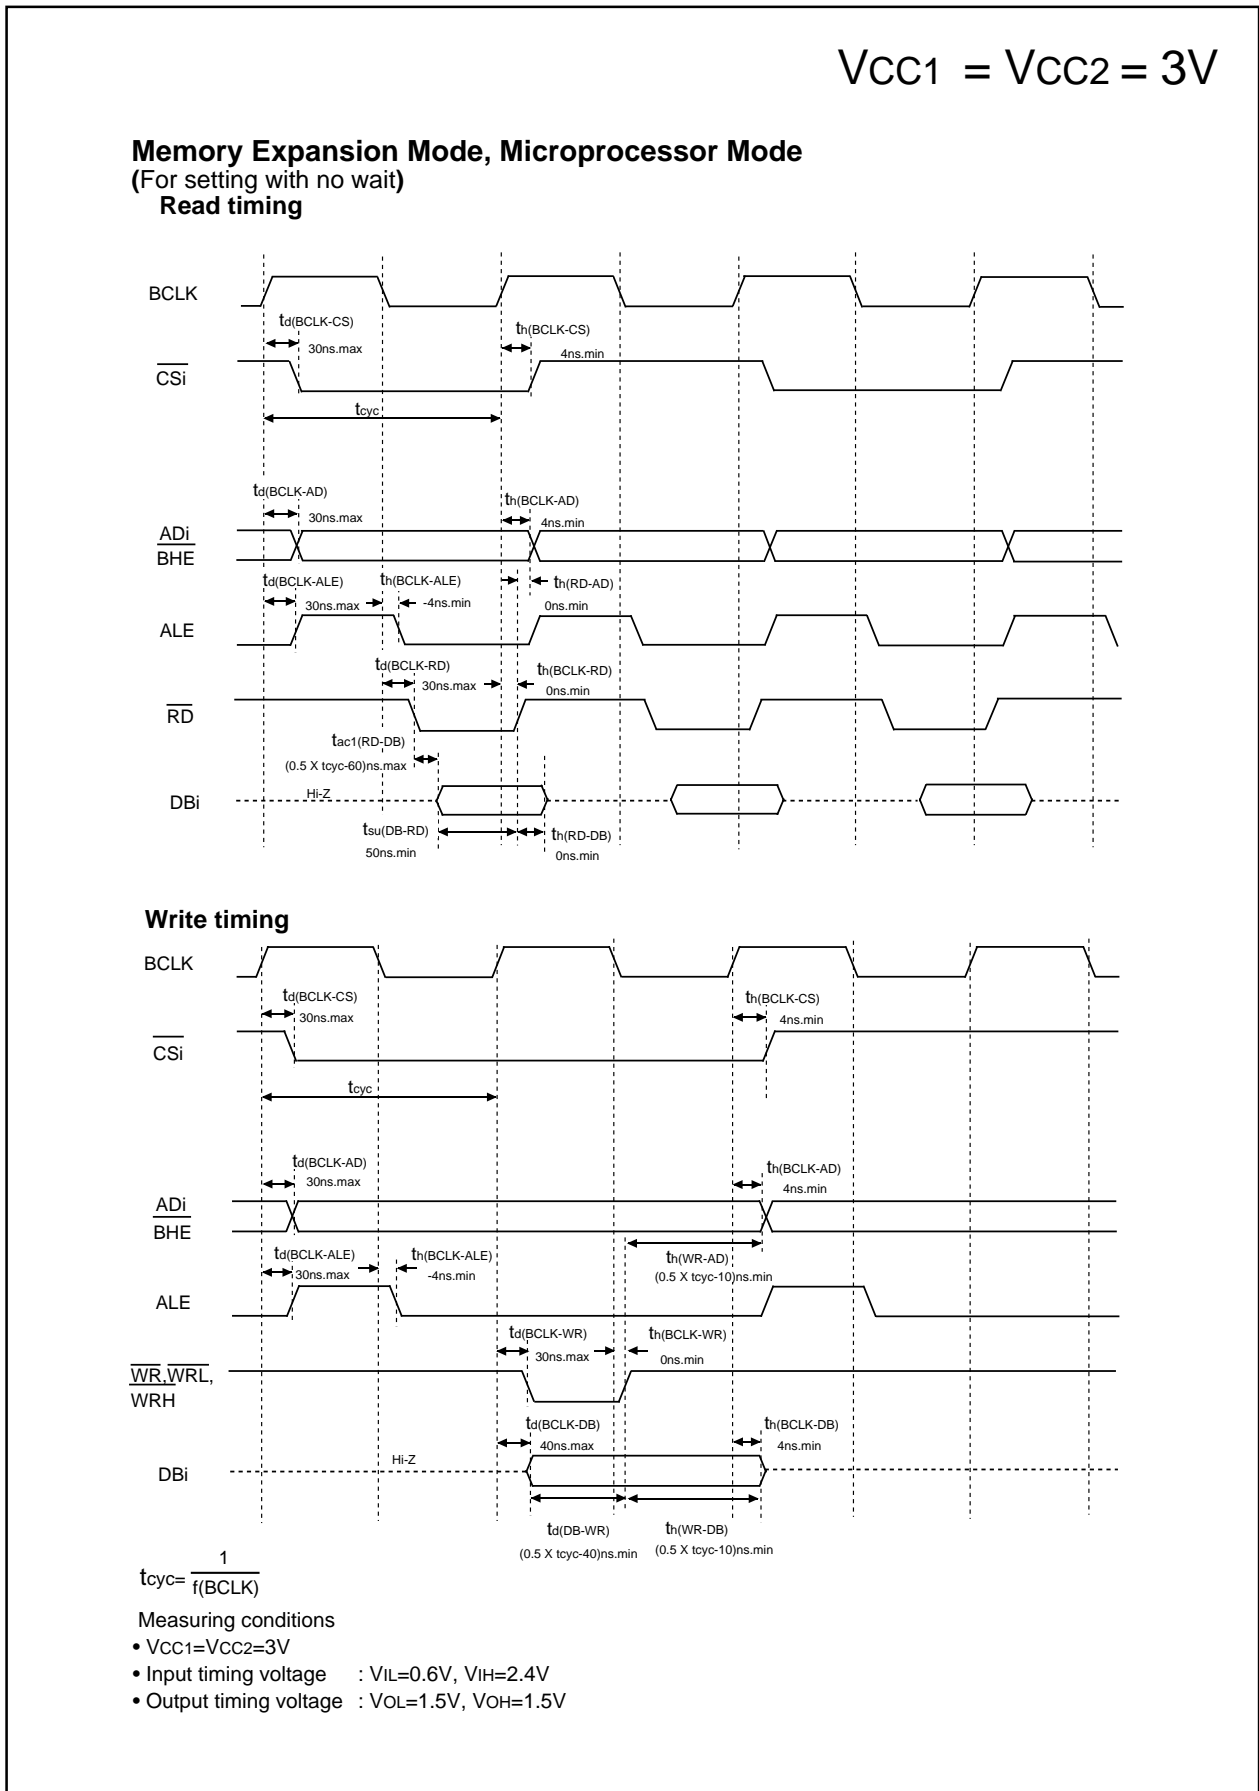 VCC1 = VCC2 = 3V
Memory Expansion Mode, Microprocessor Mode
(For setting with no wait)
Read timing
BCLK
td(BCLK-CS)
30ns.max
th(BCLK-CS)
4ns.min
CSi
tcyc
td(BCLK-AD)
30ns.max
th(BCLK-AD)
4ns.min
ADi
BHE
td(BCLK-ALE)
30ns.max
th(BCLK-ALE)
-4ns.min
th(RD-AD)
0ns.min
ALE
td(BCLK-RD)
30ns.max
th(BCLK-RD)
0ns.min
RD
tac1(RD-DB)
(0.5 X tcyc-60)ns.max
DBi
Hi-Z
tsu(DB-RD)
50ns.min
th(RD-DB)
0ns.min
Write timing
BCLK
td(BCLK-CS)
30ns.max
th(BCLK-CS)
4ns.min
CSi
tcyc
td(BCLK-AD)
30ns.max
th(BCLK-AD)
4ns.min
ADi
BHE
td(BCLK-ALE)
30ns.max
th(BCLK-ALE)
-4ns.min
th(WR-AD)
(0.5 X tcyc-10)ns.min
ALE
td(BCLK-WR)
30ns.max
th(BCLK-WR)
0ns.min
WR,WRL,
WRH
td(BCLK-DB)
40ns.max
th(BCLK-DB)
4ns.min
DBi
Hi-Z
td(DB-WR)
(0.5 X tcyc-40)ns.min
th(WR-DB)
(0.5 X tcyc-10)ns.min
tcyc=
1
f(BCLK)
Measuring conditions
• VCC1=VCC2=3V
• Input timing voltage : VIL=0.6V, VIH=2.4V
• Output timing voltage : VOL=1.5V, VOH=1.5V